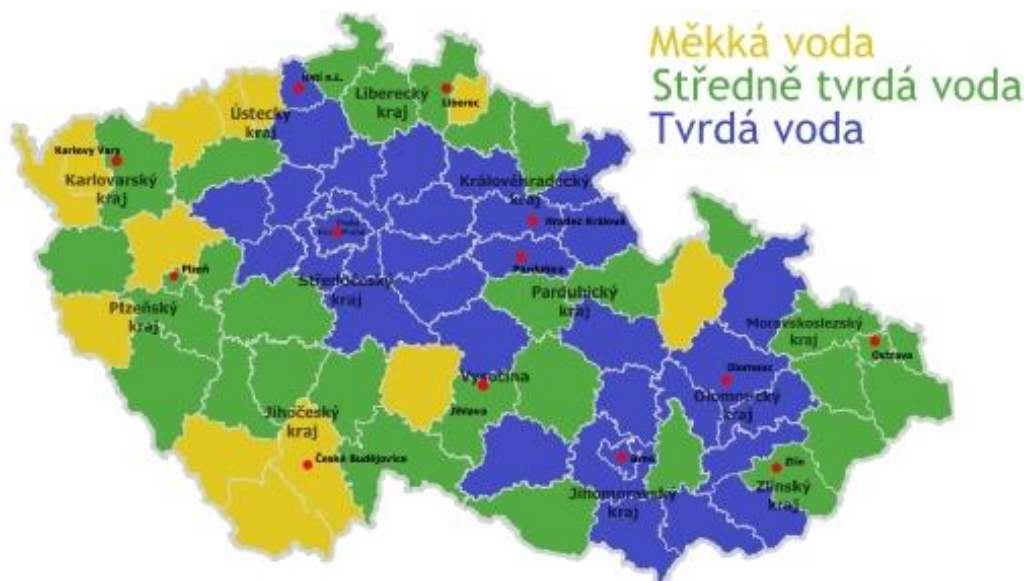 Měkká voda
Středně tvrdá voda
Tvrdá voda
Ústí n.L.
Liberecký
kraj
Liberec
Ústecký
kraj
Karlovy Vary
Karlovarský
kraj
Královéhradecký
kraj
Hradec Králové
Pardubice
Plzeň
Středočeský
kraj
Pardubický
kraj
Plzeňský
kraj
Moravskoslezský
kraj
Ostrava
Olomouc
Olomoucký
kraj
Vysočina
Jihlava
Jihočeský
kraj
České Budějovice
Brno
Jihomoravský
kraj
Zlín
Zlínský
kraj